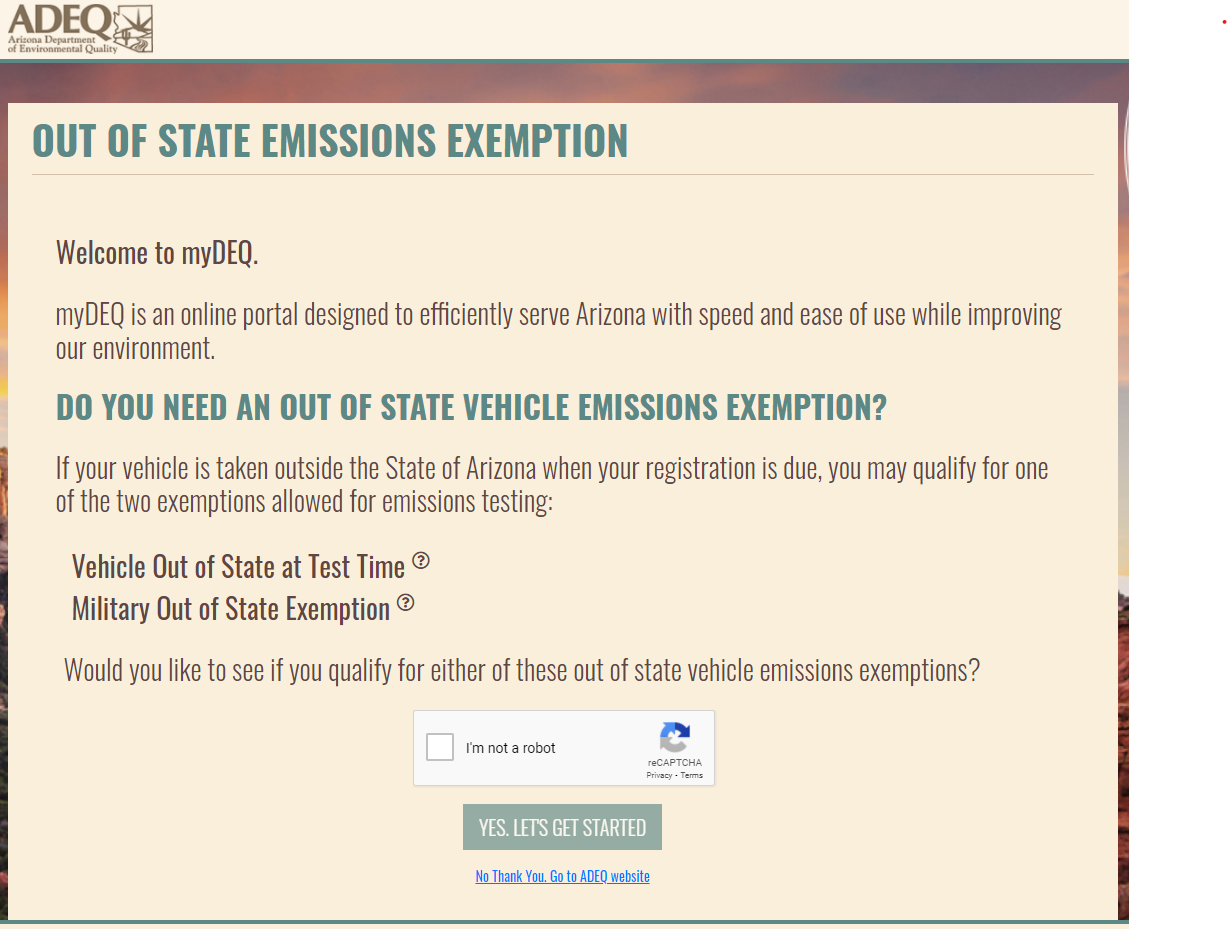 ADEQ
Arizona Department
of Environmental Quality
OUT OF STATE EMISSIONS EXEMPTION
Welcome to myDEQ.
myDEQ is an online portal designed to efficiently serve Arizona with speed and ease of use while improving
our environment.
DO YOU NEED AN OUT OF STATE VEHICLE EMISSIONS EXEMPTION?
If your vehicle is taken outside the State of Arizona when your registration is due, you may qualify for one
of the two exemptions allowed for emissions testing:
Vehicle Out of State at Test Time ?
Military Out of State Exemption ?
Would you like to see if you qualify for either of these out of state vehicle emissions exemptions?
I'm not a robot
reCAPTCHA
Privacy - Terms
YES. LET'S GET STARTED
No Thank You. Go to ADEQ website